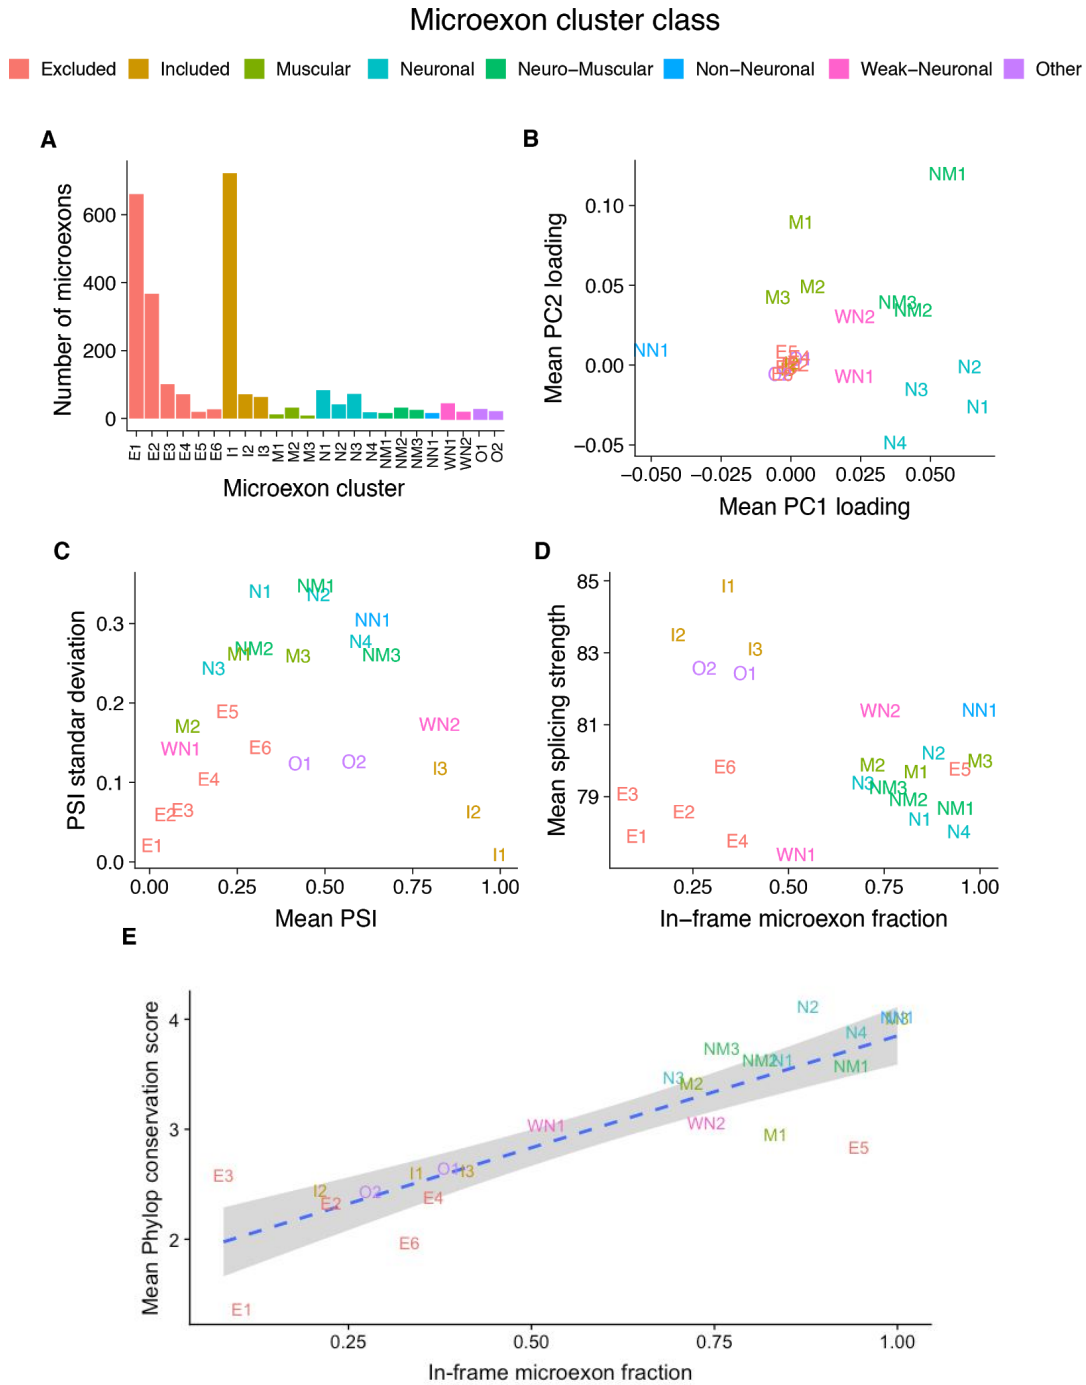 Microexon cluster class
Excluded Included Muscular Neuronal Neuro−Muscular Non−Neuronal Weak−Neuronal Other
A
Number of microexons
600
400
200
0
E1 E2 E3 E4 E5 E6 I1 I2 I3 M1 M2 M3 N1 N2 N3 N4 NM1 NM2 NM3 NN1 WN1 WN2 O1 O2
Microexon cluster
B
Mean PC2 loading
0.10
0.05
0.00
−0.05
NM1
M1
M2
M3
NM3
NM2
WN2
NN1
E5
WN1
N2
N3
N1
N4
−0.050 −0.025 0.000 0.025 0.050
Mean PC1 loading
C
PSI standar deviation
0.3
0.2
0.1
0.0
NM1
N1
N2
NN1
N4
NM2
M1
M3
NM3
N3
E5
M2
WN2
WN1
E6
O1
O2
I3
E4
E3
E2
I2
E1
I1
0.00 0.25 0.50 0.75 1.00
Mean PSI
D
Mean splicing strength
85
83
81
79
I1
I2
I3
O2
O1
WN2
NN1
N2
M3
M2
M1
E5
E6
N3
NM3
E3
NM2
NM1
E2
N1
N4
E1
E4
WN1
0.25 0.50 0.75 1.00
In−frame microexon fraction
E
Mean Phylop conservation score
4
3
2
N2
NN1
M3
N4
NM3
NM2
N1
NM1
N3
M2
WN1
WN2
M1
E5
E3
I1
O1
I3
I2
O2
E2
E4
E6
E1
0.25 0.50 0.75 1.00
In-frame microexon fraction